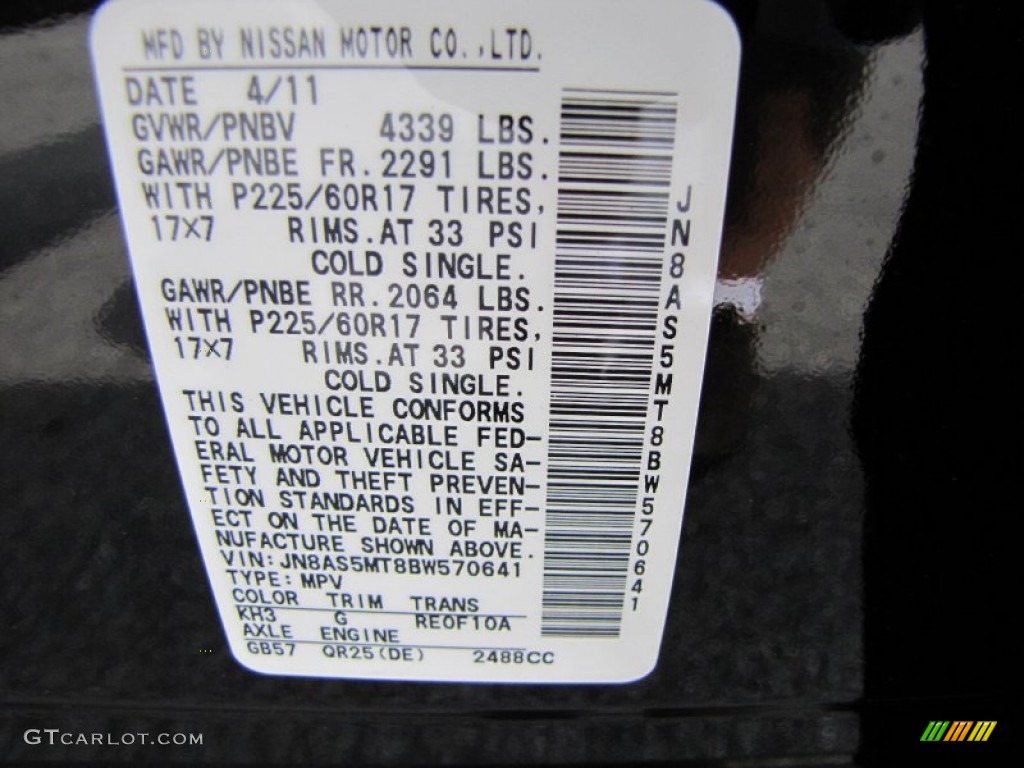 MFD BY NISSAN MOTOR CO.,LTD.
DATE 4/11
GVWR/PNBV 4339 LBS.
GAWR/PNBE FR.2291 LBS.
WITH P225/60R17 TIRES,
17×7 RIMS.AT 33 PSI
COLD SINGLE.
GAWR/PNBE RR.2064 LBS.
WITH P225/60R17 TIRES,
17×7 RIMS.AT 33 PSI
COLD SINGLE.
THIS VEHICLE CONFORMS
TO ALL APPLICABLE FED-
ERAL MOTOR VEHICLE SA-
FETY AND THEFT PREVEN-
TION STANDARDS IN EFF-
ECT ON THE DATE OF MA-
NUFACTURE SHOWN ABOVE.
VIN:JN8AS5MT8BW570641
TYPE:MPV
COLOR TRIM TRANS
KH3 G RE0F10A
AXLE ENGINE
GB57 QR25(DE) 2488CC
JN8AS5MT8BW570641
GTCARLOT.COM